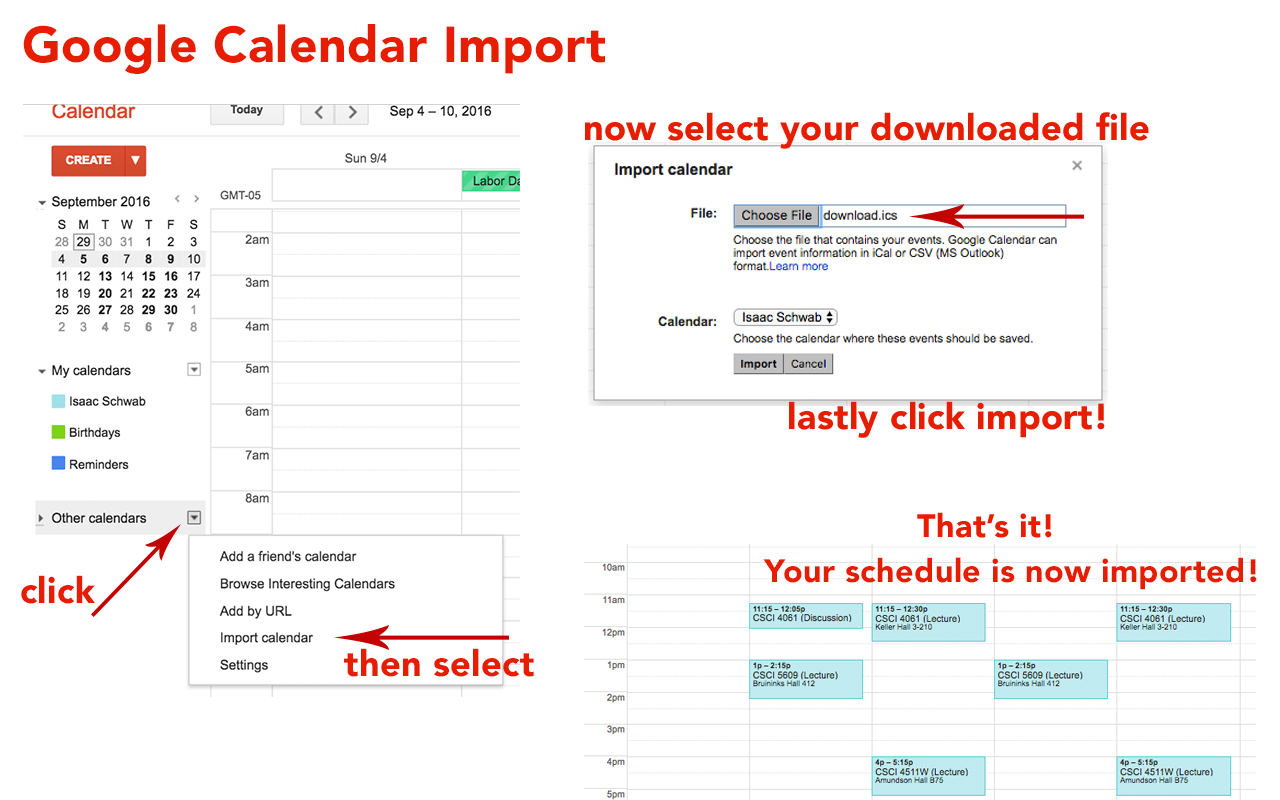 Google Calendar Import
Calendar
Today
Sep 4 – 10, 2016
CREATE
Sun 9/4
GMT-05
Labor Da
September 2016
S M T W T F S
28 29 30 31 1 2 3
4 5 6 7 8 9 10
11 12 13 14 15 16 17
18 19 20 21 22 23 24
25 26 27 28 29 30 1
2 3 4 5 6 7 8
2am
3am
4am
5am
6am
7am
8am
My calendars
Isaac Schwab
Birthdays
Reminders
Other calendars
click
Add a friend's calendar
Browse Interesting Calendars
Add by URL
Import calendar
Settings
then select
now select your downloaded file
Import calendar
×
File: Choose File download.ics
Choose the file that contains your events. Google Calendar can
import event information in iCal or CSV (MS Outlook)
format.Learn more
Calendar: Isaac Schwab
Choose the calendar where these events should be saved.
Import Cancel
lastly click import!
That's it!
Your schedule is now imported!
10am
11am
12pm
1pm
2pm
3pm
4pm
5pm
11:15 – 12:05p
CSCI 4061 (Discussion)
11:15 – 12:30p
CSCI 4061 (Lecture)
Keller Hall 3-210
11:15 – 12:30p
CSCI 4061 (Lecture)
Keller Hall 3-210
1p – 2:15p
CSCI 5609 (Lecture)
Bruininks Hall 412
1p – 2:15p
CSCI 5609 (Lecture)
Bruininks Hall 412
4p – 5:15p
CSCI 4511W (Lecture)
Amundson Hall B75
4p – 5:15p
CSCI 4511W (Lecture)
Amundson Hall B75